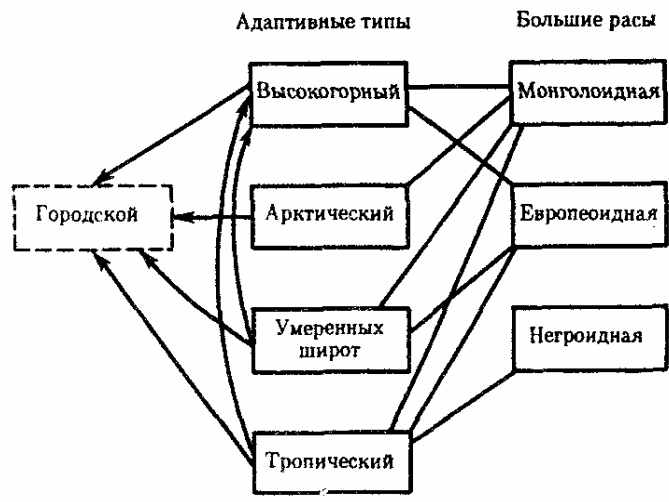 Адаптивные типы
Большие расы
Высокогорный
Монголоидная
Городской
Арктический
Европеоидная
Умеренных
широт
Негроидная
Тропический